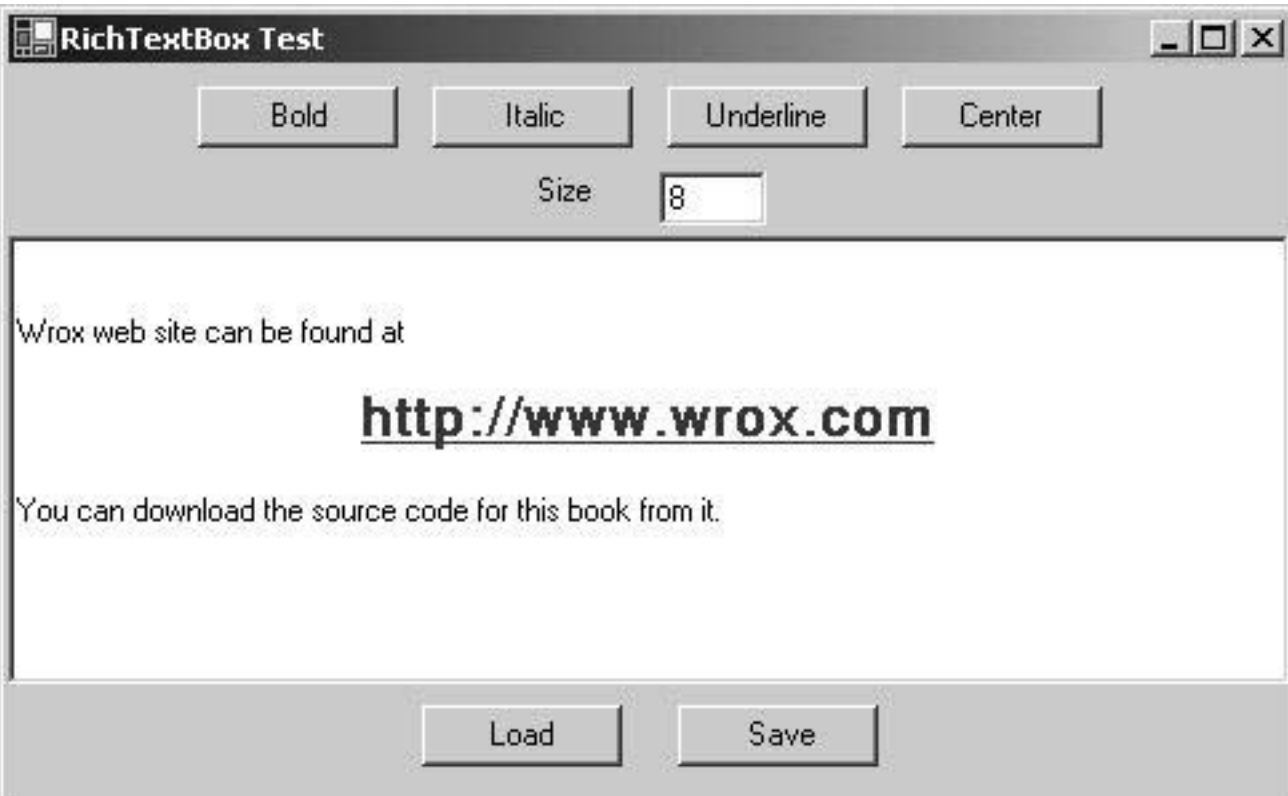 RichTextBox Test
Bold Italic Underline Center
Size 8
Wrox web site can be found at
http://www.wrox.com
You can download the source code for this book from it.
Load Save